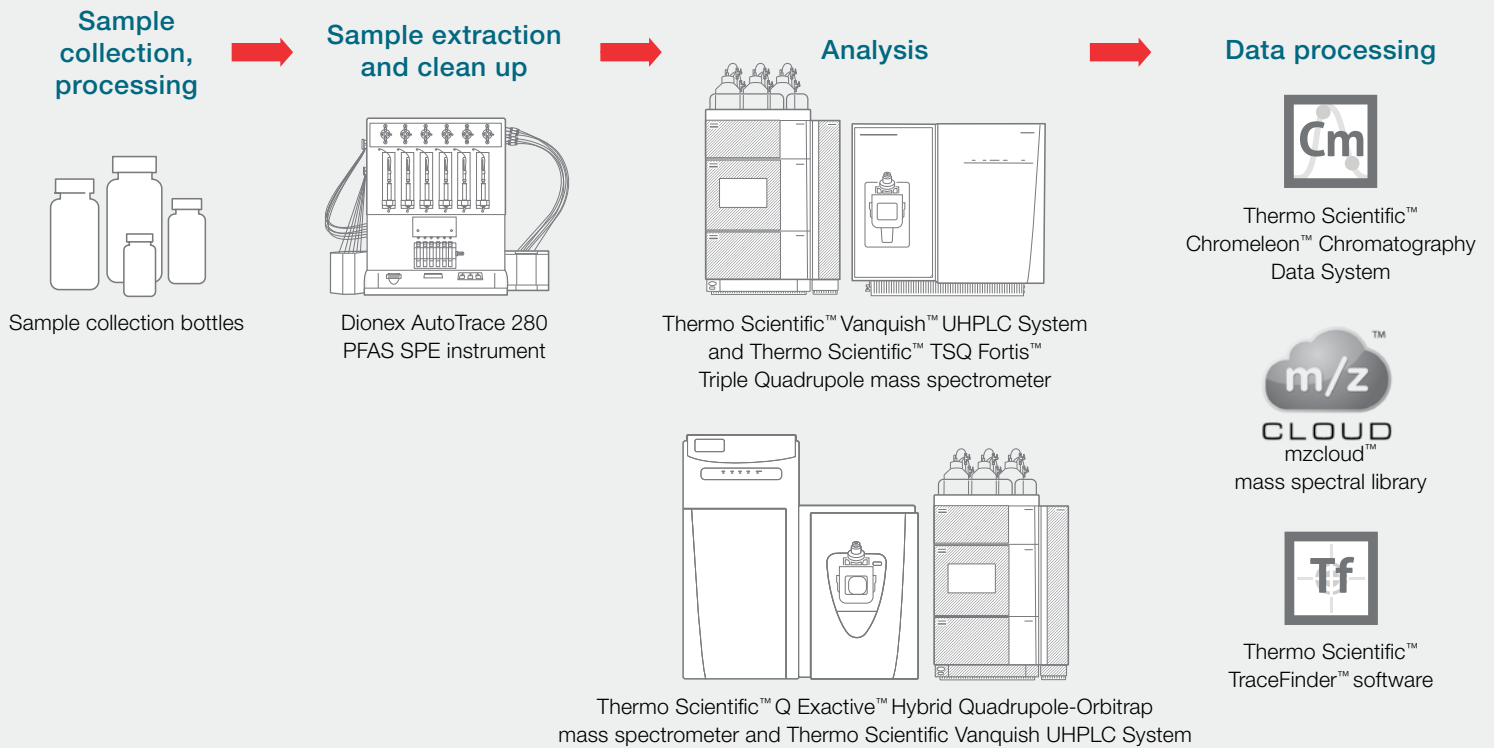 Sample
collection,
processing
Sample extraction
and clean up
Analysis
Data processing
Sample collection bottles
Dionex AutoTrace 280
PFAS SPE instrument
Thermo Scientific™ Vanquish™ UHPLC System
and Thermo Scientific™ TSQ Fortis™
Triple Quadrupole mass spectrometer
Thermo Scientific™ Q Exactive™ Hybrid Quadrupole-Orbitrap
mass spectrometer and Thermo Scientific Vanquish UHPLC System
Cm
Thermo Scientific™
Chromeleon™ Chromatography
Data System
m/z™
CLOUD
mzcloud™
mass spectral library
Tf
Thermo Scientific™
TraceFinder™ software